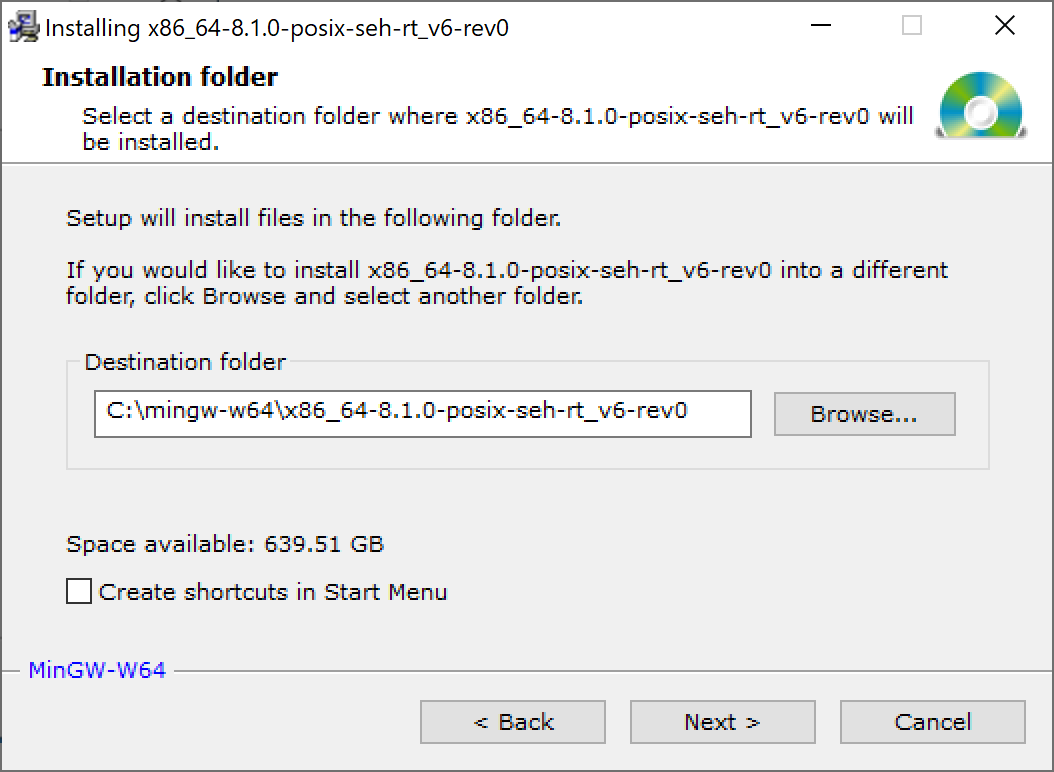 Installing x86_64-8.1.0-posix-seh-rt_v6-rev0
Installation folder
Select a destination folder where x86_64-8.1.0-posix-seh-rt_v6-rev0 will
be installed.
Setup will install files in the following folder.
If you would like to install x86_64-8.1.0-posix-seh-rt_v6-rev0 into a different
folder, click Browse and select another folder.
Destination folder
C:\mingw-w64\x86_64-8.1.0-posix-seh-rt_v6-rev0
Browse...
Space available: 639.51 GB
Create shortcuts in Start Menu
MinGW-W64
< Back
Next >
Cancel